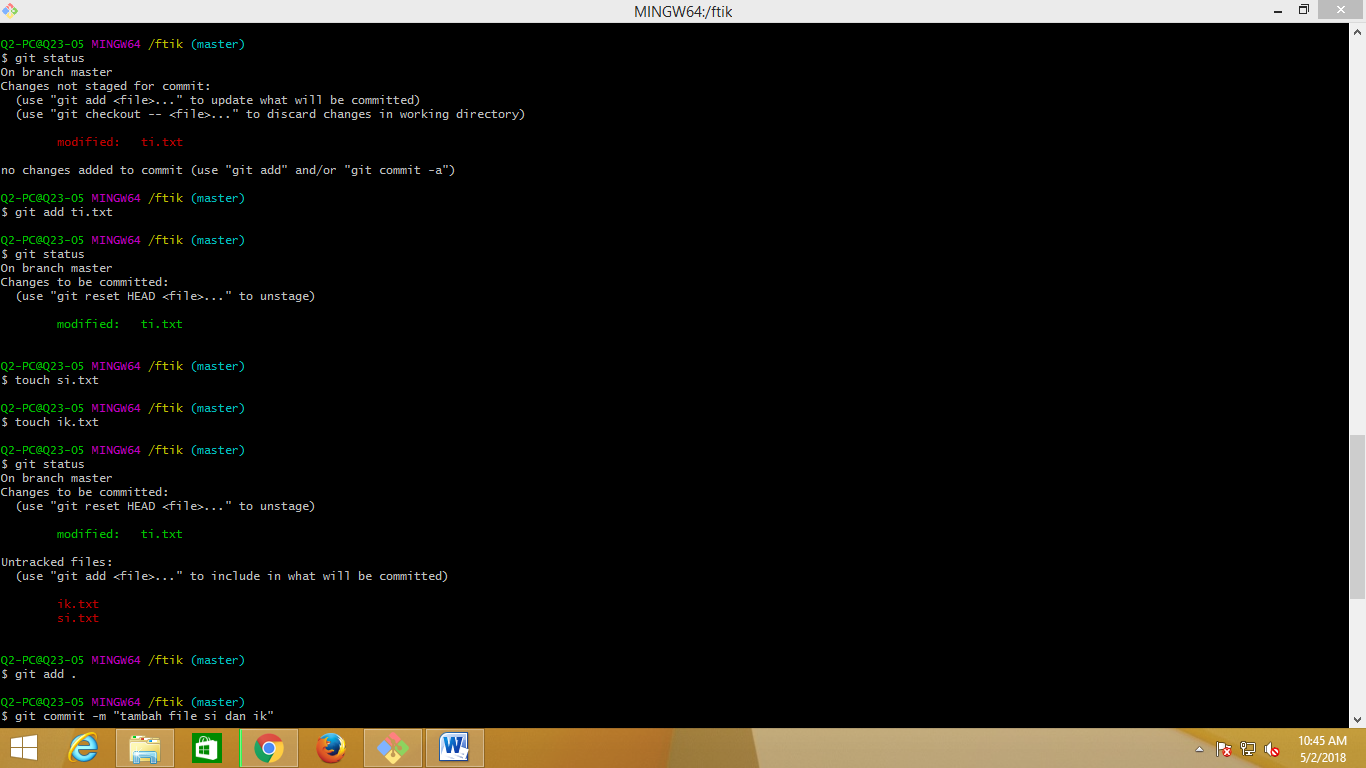 MINGW64:/ftik
Q2-PC@Q23-05 MINGW64 /ftik (master)
$ git status
On branch master
Changes not staged for commit:
  (use "git add <file>..." to update what will be committed)
  (use "git checkout -- <file>..." to discard changes in working directory)
        modified:   ti.txt
no changes added to commit (use "git add" and/or "git commit -a")
Q2-PC@Q23-05 MINGW64 /ftik (master)
$ git add ti.txt
Q2-PC@Q23-05 MINGW64 /ftik (master)
$ git status
On branch master
Changes to be committed:
  (use "git reset HEAD <file>..." to unstage)
        modified:   ti.txt
Q2-PC@Q23-05 MINGW64 /ftik (master)
$ touch si.txt
Q2-PC@Q23-05 MINGW64 /ftik (master)
$ touch ik.txt
Q2-PC@Q23-05 MINGW64 /ftik (master)
$ git status
On branch master
Changes to be committed:
  (use "git reset HEAD <file>..." to unstage)
        modified:   ti.txt
Untracked files:
  (use "git add <file>..." to include in what will be committed)
        ik.txt
        si.txt
Q2-PC@Q23-05 MINGW64 /ftik (master)
$ git add .
Q2-PC@Q23-05 MINGW64 /ftik (master)
$ git commit -m "tambah file si dan ik"
10:45 AM
5/2/2018